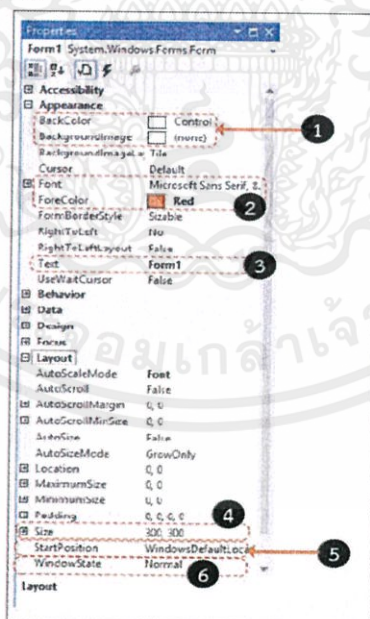 Properties
Form1 System.Windows.Forms.Form
Accessibility
Appearance
BackColor Control
BackgroundImage (none)
1
BackgroundImageLa Tile
Cursor Default
Font Microsoft Sans Serif, 8.
ForeColor Red
2
FormBorderStyle Sizable
RightToLeft No
RightToLeftLayout False
Text Form1
3
UseWaitCursor False
Behavior
Data
Design
Focus
Layout
AutoScaleMode Font
AutoScroll False
AutoScrollMargin 0, 0
AutoScrollMinSize 0, 0
AutoSize False
AutoSizeMode GrowOnly
Location 0, 0
MaximumSize 0, 0
MinimumSize 0, 0
Padding 0, 0, 0, 0
4
Size 300, 300
StartPosition WindowsDefaultLoca
5
WindowState Normal
6
Layout